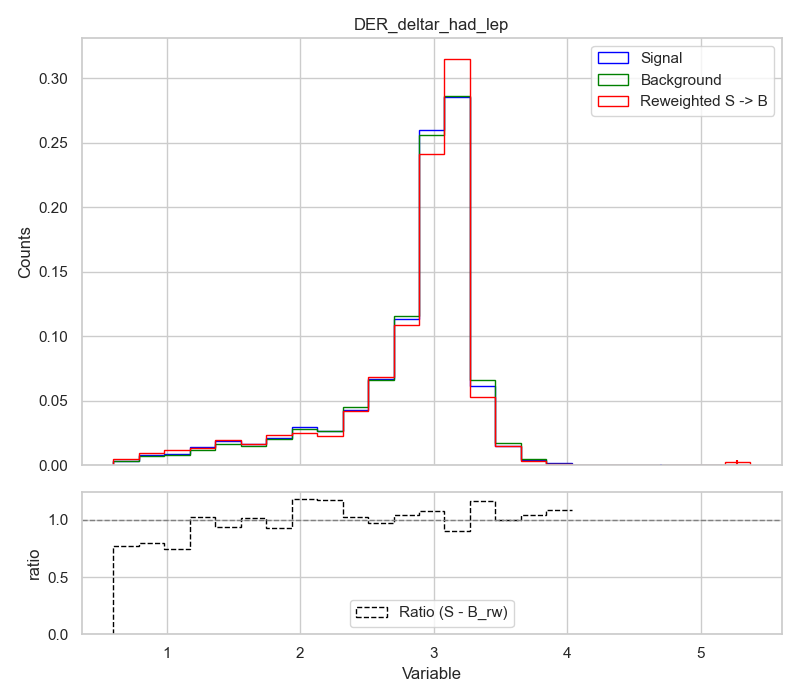 DER_deltar_had_lep
Signal
Background
Reweighted S -> B
Counts
0.30
0.25
0.20
0.15
0.10
0.05
0.00
ratio
1.0
0.5
0.0
Ratio (S - B_rw)
1 2 3 4 5
Variable